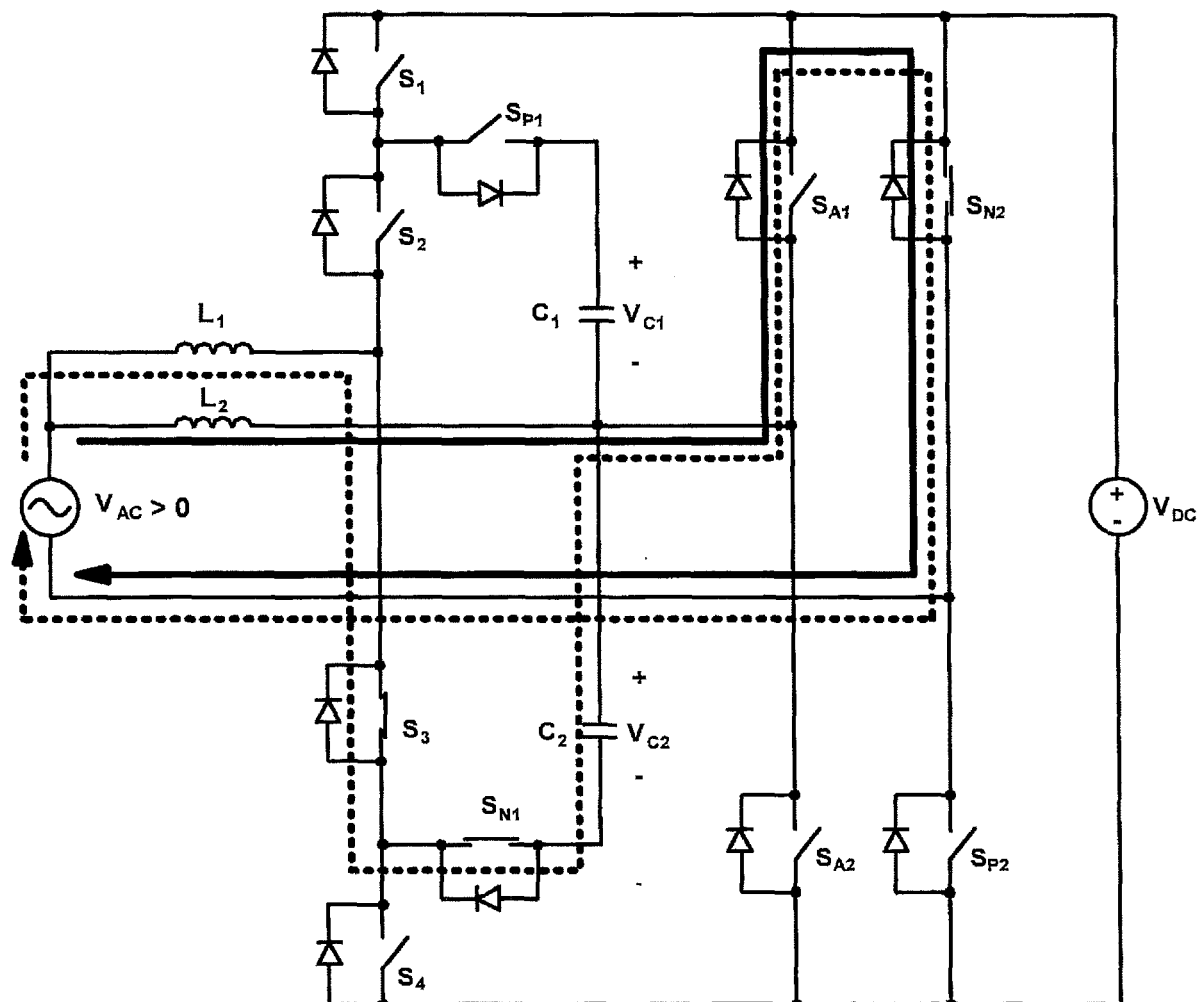 S1
SP1
S2
SA1
SN2
+
C1 VC1
-
L1
L2
VAC > 0
+
-
VDC
+
S3
C2 VC2
-
SN1
SA2
SP2
-
S4